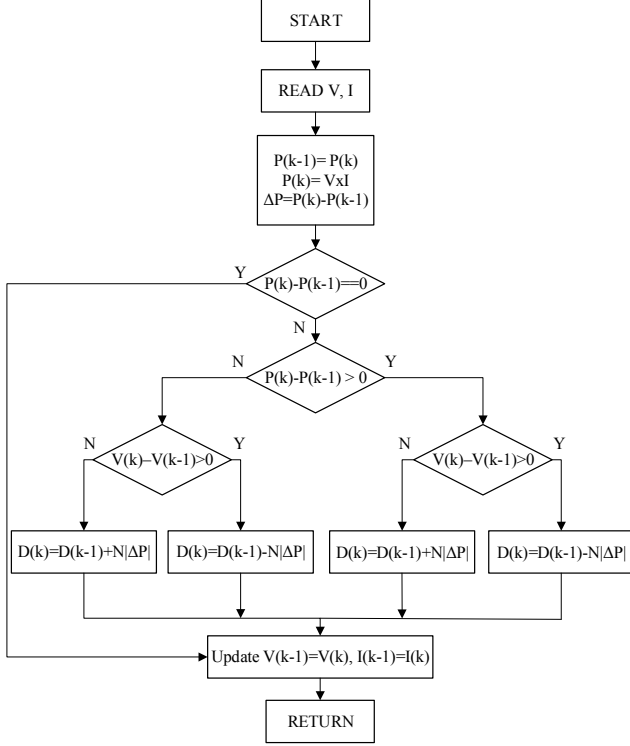 START
READ V, I
P(k-1)= P(k)
P(k)= VxI
ΔP=P(k)-P(k-1)
Y
P(k)-P(k-1)==0
N
N
P(k)-P(k-1) > 0
Y
N
V(k)–V(k-1)>0
Y
N
V(k)–V(k-1)>0
Y
D(k)=D(k-1)+N|ΔP|
D(k)=D(k-1)-N|ΔP|
D(k)=D(k-1)+N|ΔP|
D(k)=D(k-1)-N|ΔP|
Update V(k-1)=V(k), I(k-1)=I(k)
RETURN